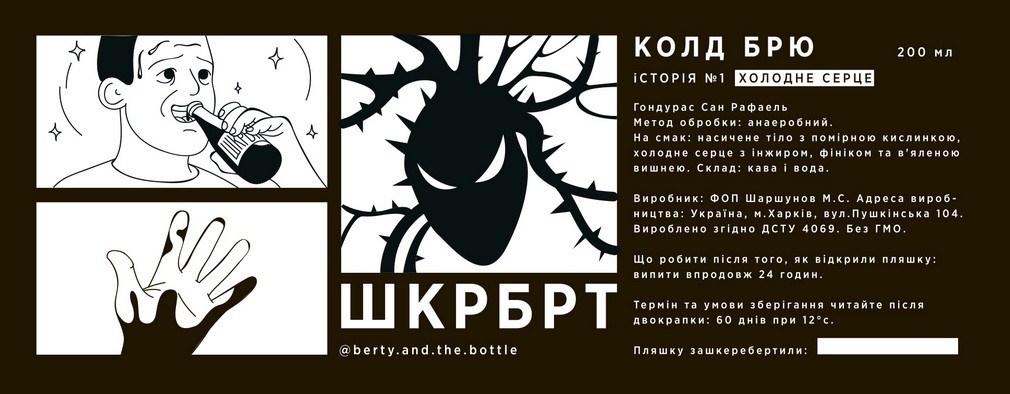 КОЛД БРЮ
200 мл
іСТОРІЯ №1 ХОЛОДНЕ СЕРЦЕ
Гондурас Сан Рафаель
Метод обробки: анаеробний.
На смак: насичене тіло з помірною кислинкою,
холодне серце з інжиром, фініком та в'яленою
вишнею. Склад: кава і вода.
Виробник: ФОП Шаршунов М.С. Адреса вироб-
ництва: Україна, м.Харків, вул.Пушкінська 104.
Вироблено згідно ДСТУ 4069. Без ГМО.
Що робити після того, як відкрили пляшку:
випити впродовж 24 годин.
Термін та умови зберігання читайте після
двокрапки: 60 днів при 12°с.
Пляшку зашкеребертили:
ШКРБРТ
@berty.and.the.bottle